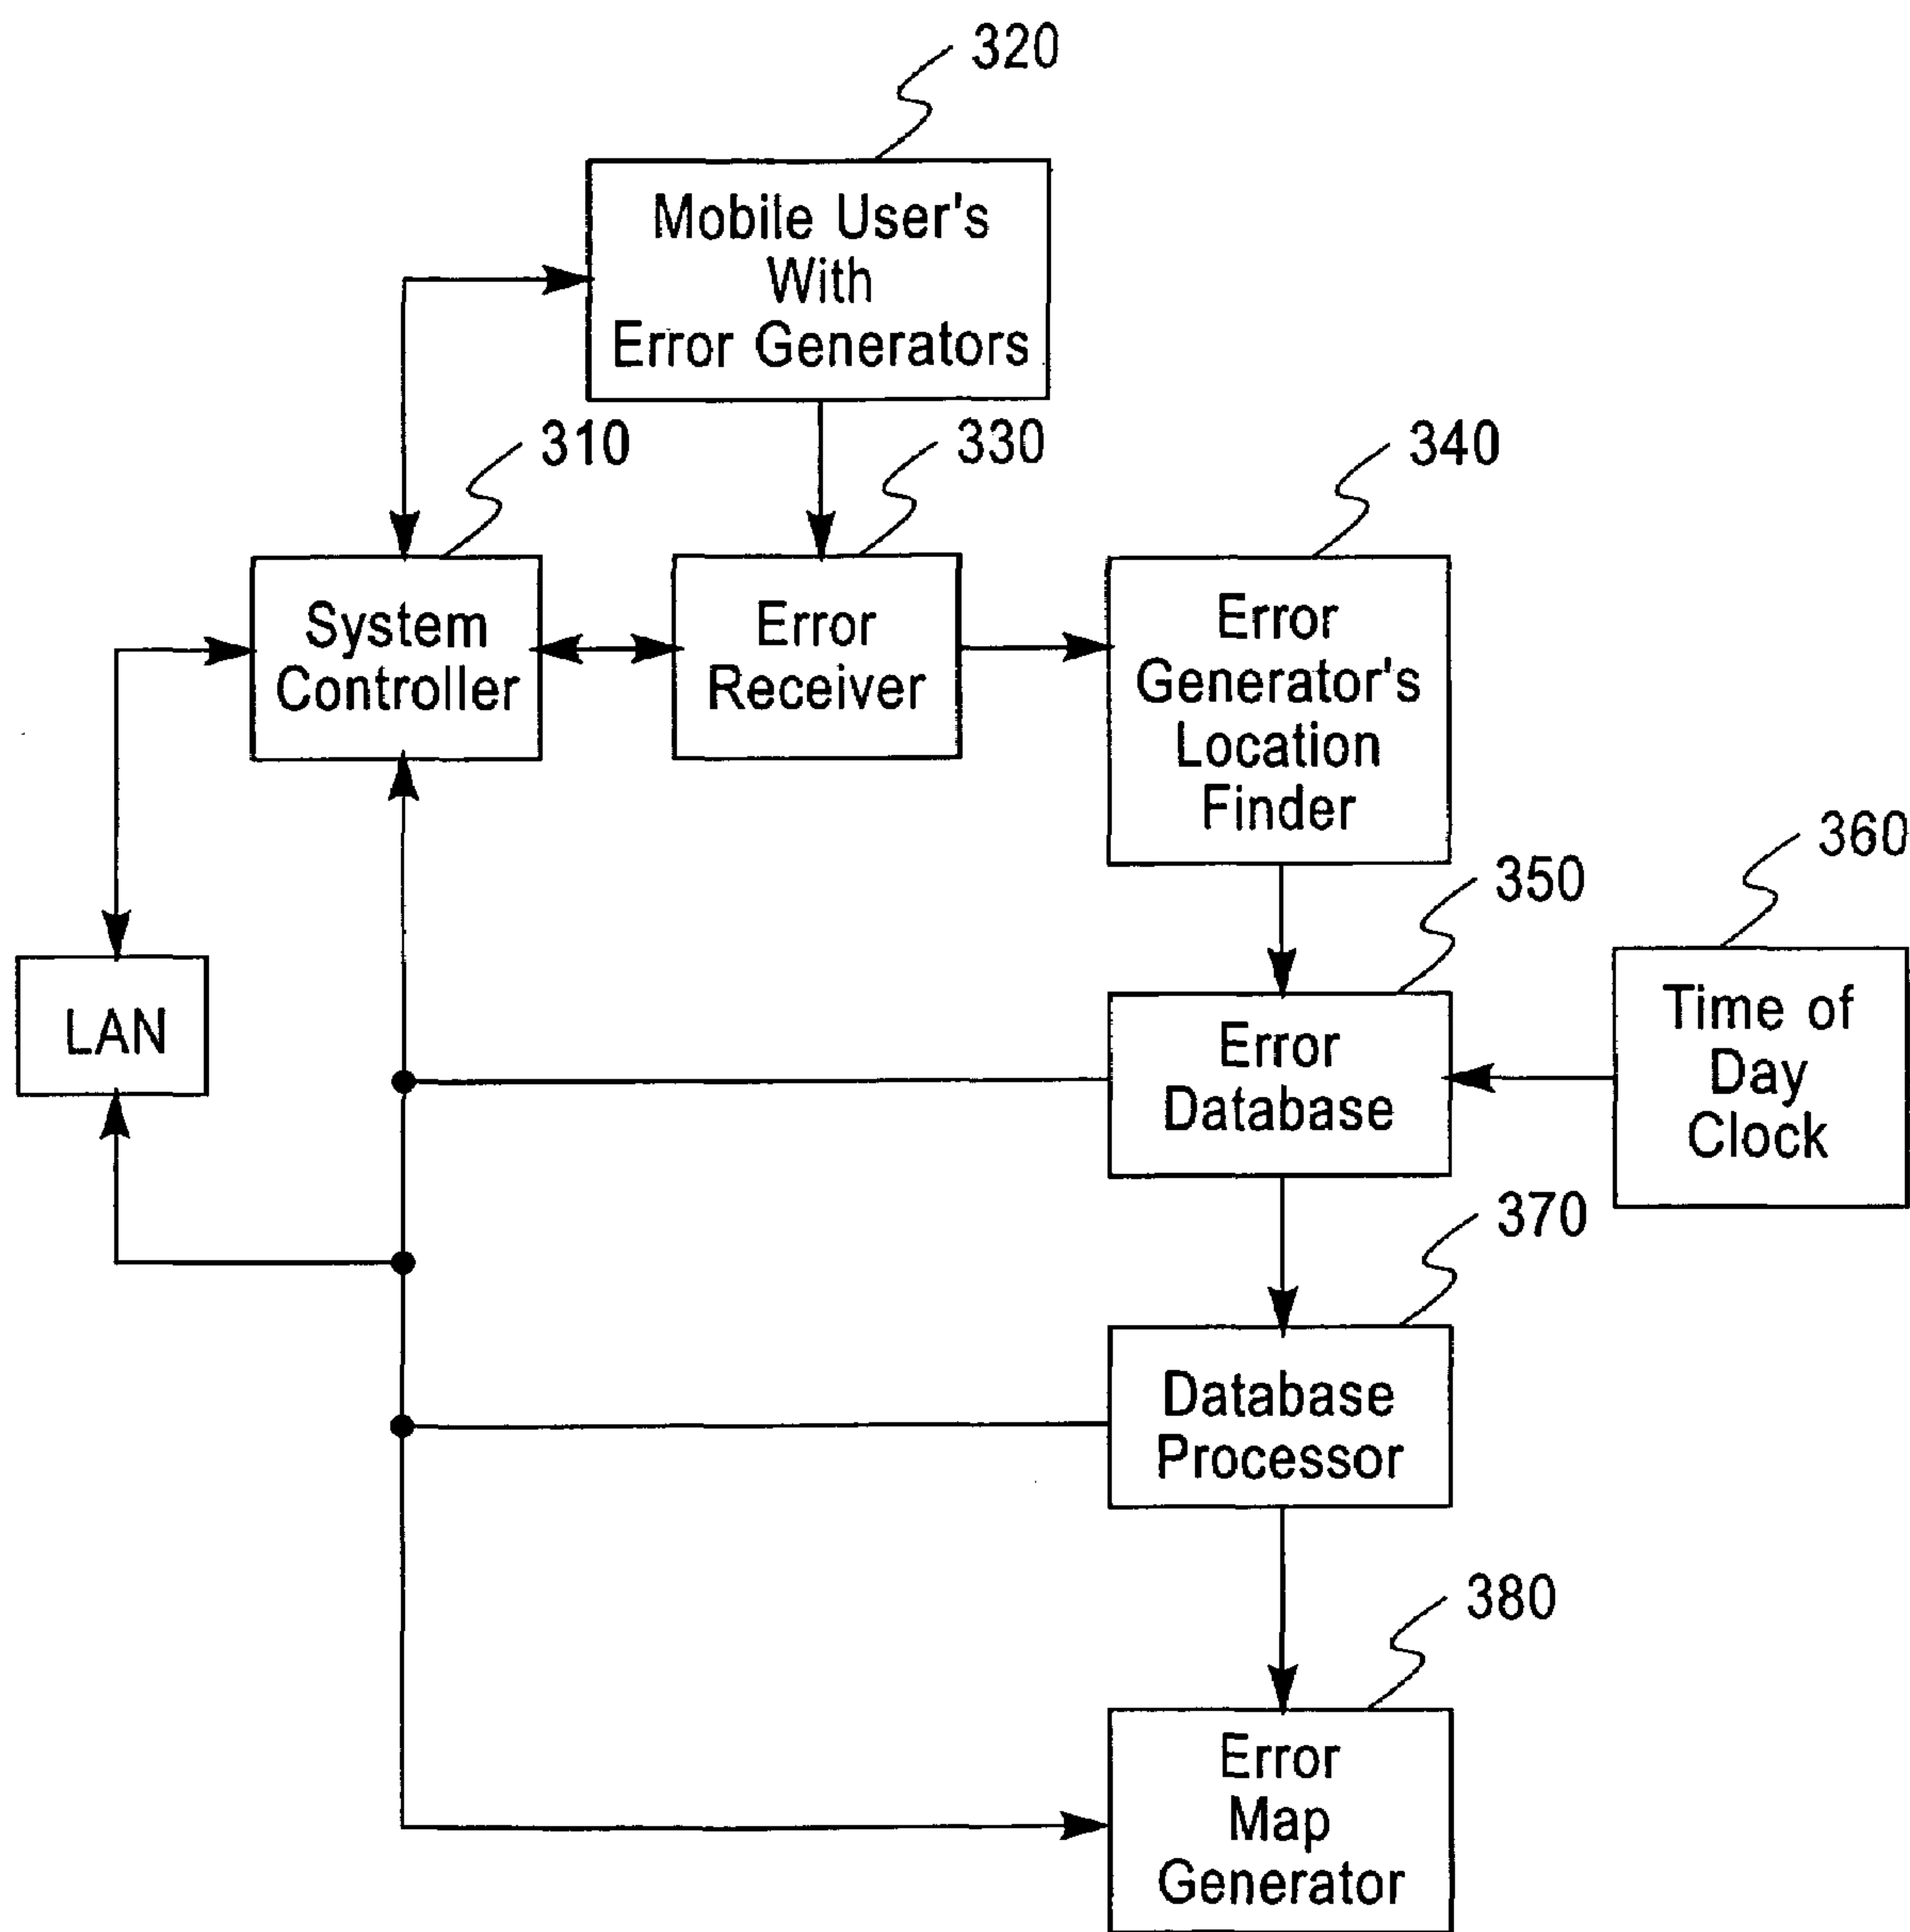 320
Mobile User's
With
Error Generators
310
330
340
System
Controller
Error
Receiver
Error
Generator's
Location
Finder
360
350
LAN
Error
Database
Time of
Day
Clock
370
Database
Processor
380
Error
Map
Generator